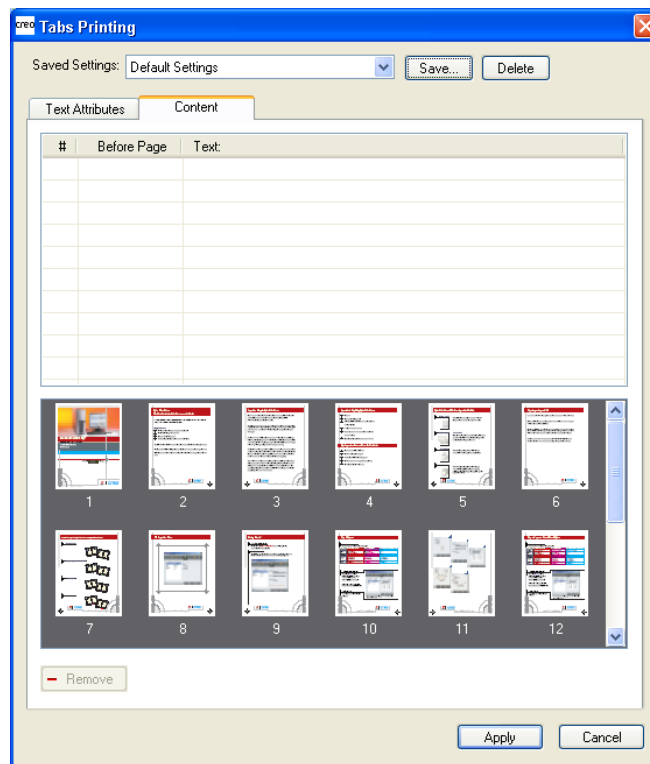 creo Tabs Printing
Saved Settings: Default Settings Save... Delete
Text Attributes Content
# Before Page Text:
1 2 3 4 5 6
7 8 9 10 11 12
Remove
Apply Cancel